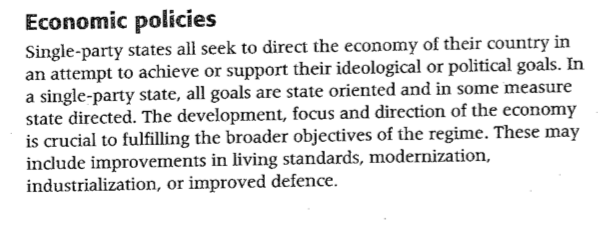 Economic policies
Single-party states all seek to direct the economy of their country in
an attempt to achieve or support their ideological or political goals. In
a single-party state, all goals are state oriented and in some measure
state directed. The development, focus and direction of the economy
is crucial to fulfilling the broader objectives of the regime. These may
include improvements in living standards, modernization,
industrialization, or improved defence.